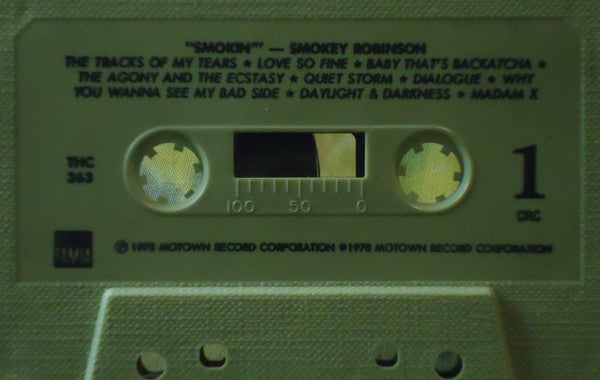 "'SMOKIN'" — SMOKEY ROBINSON
THE TRACKS OF MY TEARS ★ LOVE SO FINE ★ BABY THAT'S BACKATCHA ★
THE AGONY AND THE ECSTASY ★ QUIET STORM ★ DIALOGUE ★ WHY
YOU WANNA SEE MY BAD SIDE ★ DAYLIGHT & DARKNESS ★ MADAM X
THC
363
100 50 0
1
CRC
TAMLA
℗ 1978 MOTOWN RECORD CORPORATION ©1978 MOTOWN RECORD CORPORATION